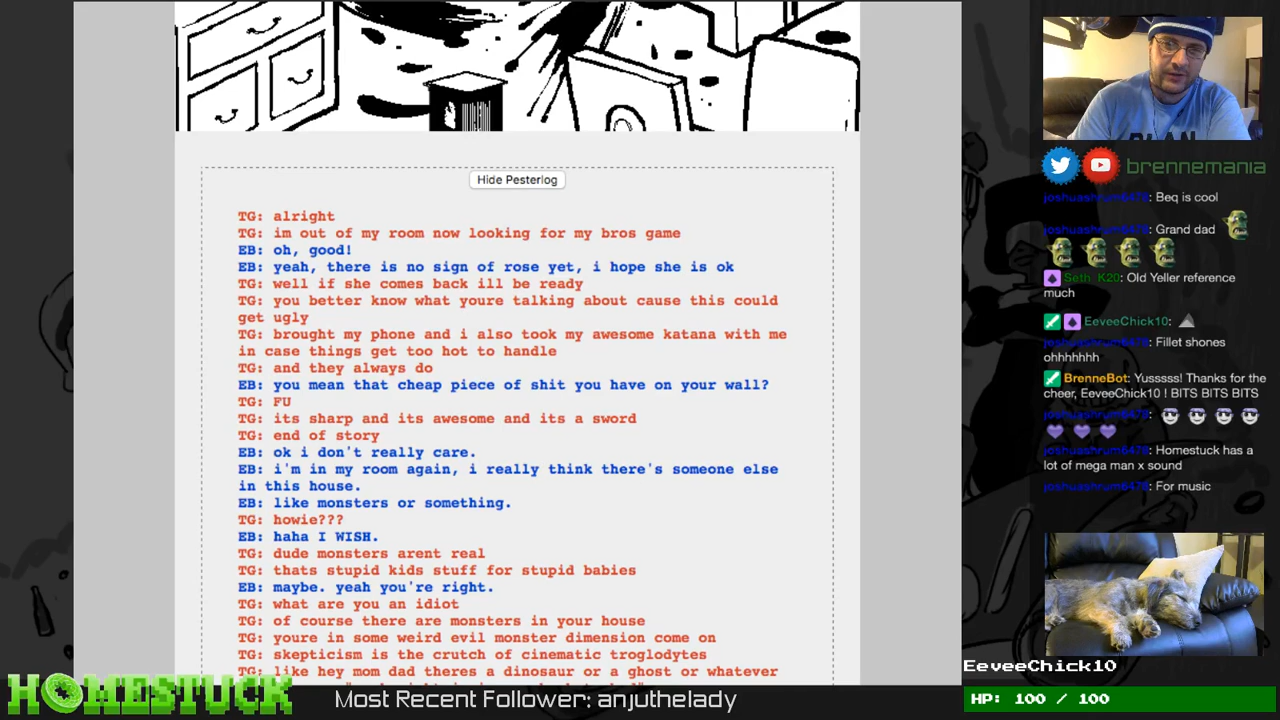 Hide Pesterlog
TG: alright
TG: im out of my room now looking for my bros game
EB: oh, good!
EB: yeah, there is no sign of rose yet, i hope she is ok
TG: well if she comes back ill be ready
TG: you better know what youre talking about cause this could
get ugly
TG: brought my phone and i also took my awesome katana with me
in case things get too hot to handle
TG: and they always do
EB: you mean that cheap piece of shit you have on your wall?
TG: FU
TG: its sharp and its awesome and its a sword
TG: end of story
EB: ok i don't really care.
EB: i'm in my room again, i really think there's someone else
in this house.
EB: like monsters or something.
TG: howie???
EB: haha I WISH.
TG: dude monsters arent real
TG: thats stupid kids stuff for stupid babies
EB: maybe. yeah you're right.
TG: what are you an idiot
TG: of course there are monsters in your house
TG: youre in some weird evil monster dimension come on
TG: skepticism is the crutch of cinematic troglodytes
TG: like hey mom dad theres a dinosaur or a ghost or whatever
brennemania
joshuashrum6479: Beq is cool
joshuashrum6479: Grand dad
Seth_K20: Old Yeller reference
much
EeveeChick10:
joshuashrum6479: Fillet shones
ohhhhhhh
BrenneBot: Yusssss! Thanks for the
cheer, EeveeChick10 ! BITS BITS BITS
joshuashrum6479:
joshuashrum6479: Homestuck has a
lot of mega man x sound
joshuashrum6479: For music
EeveeChick10
HP: 100 / 100
HOMESTUCK
Most Recent Follower: anjuthelady